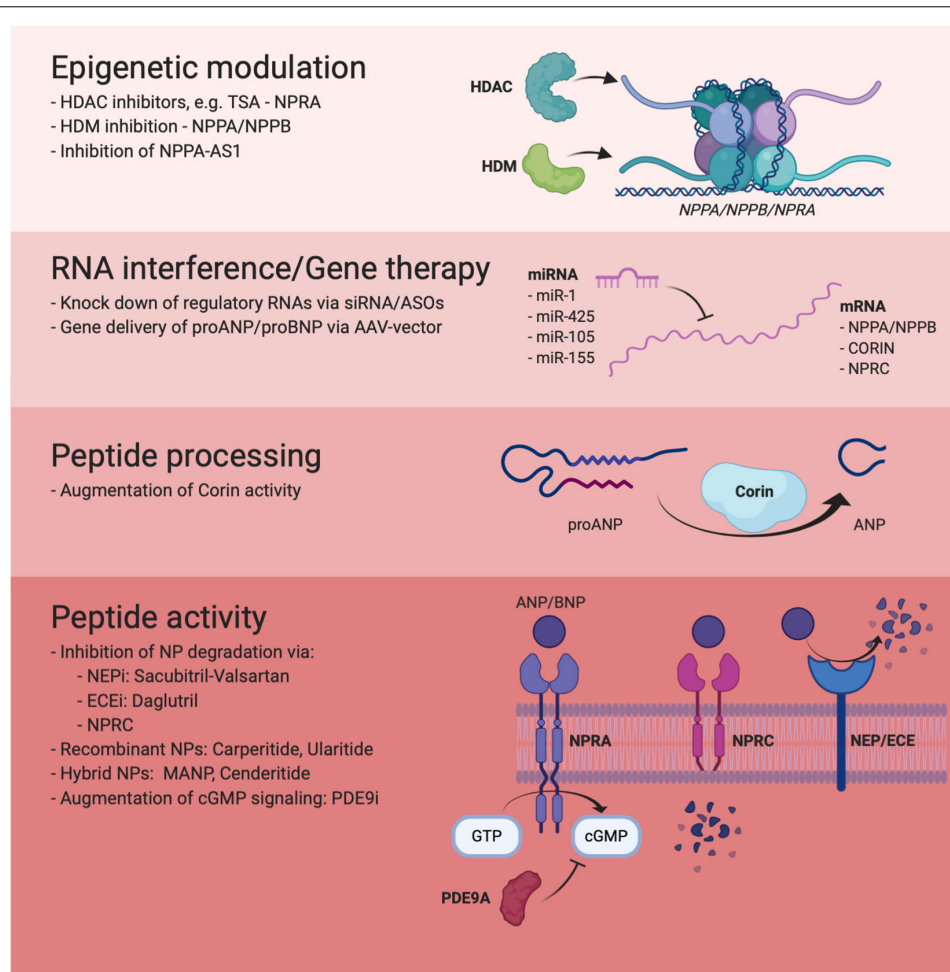 Epigenetic modulation
- HDAC inhibitors, e.g. TSA - NPRA
- HDM inhibition - NPPA/NPPB
- Inhibition of NPPA-AS1
HDAC
HDM
NPPA/NPPB/NPRA
RNA interference/Gene therapy
- Knock down of regulatory RNAs via siRNA/ASOs
- Gene delivery of proANP/proBNP via AAV-vector
miRNA
- miR-1
- miR-425
- miR-105
- miR-155
mRNA
- NPPA/NPPB
- CORIN
- NPRC
Peptide processing
- Augmentation of Corin activity
proANP
Corin
ANP
Peptide activity
- Inhibition of NP degradation via:
- NEPi: Sacubitril-Valsartan
- ECEi: Daglutril
- NPRC
- Recombinant NPs: Carperitide, Ularitide
- Hybrid NPs: MANP, Cenderitide
- Augmentation of cGMP signaling: PDE9i
ANP/BNP
NPRA
NPRC
NEP/ECE
GTP
cGMP
PDE9A